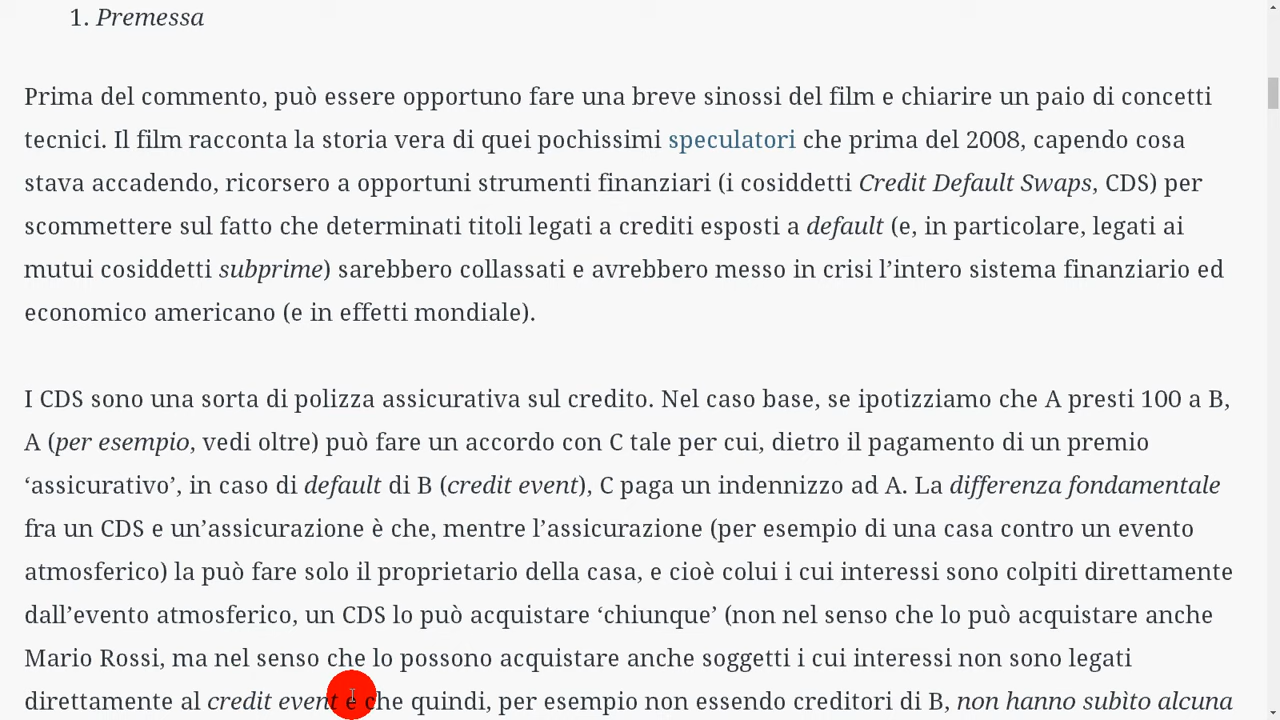 1. Premessa
Prima del commento, può essere opportuno fare una breve sinossi del film e chiarire un paio di concetti
tecnici. Il film racconta la storia vera di quei pochissimi speculatori che prima del 2008, capendo cosa
stava accadendo, ricorsero a opportuni strumenti finanziari (i cosiddetti Credit Default Swaps, CDS) per
scommettere sul fatto che determinati titoli legati a crediti esposti a default (e, in particolare, legati ai
mutui cosiddetti subprime) sarebbero collassati e avrebbero messo in crisi l’intero sistema finanziario ed
economico americano (e in effetti mondiale).
I CDS sono una sorta di polizza assicurativa sul credito. Nel caso base, se ipotizziamo che A presti 100 a B,
A (per esempio, vedi oltre) può fare un accordo con C tale per cui, dietro il pagamento di un premio
‘assicurativo’, in caso di default di B (credit event), C paga un indennizzo ad A. La differenza fondamentale
fra un CDS e un’assicurazione è che, mentre l’assicurazione (per esempio di una casa contro un evento
atmosferico) la può fare solo il proprietario della casa, e cioè colui i cui interessi sono colpiti direttamente
dall’evento atmosferico, un CDS lo può acquistare ‘chiunque’ (non nel senso che lo può acquistare anche
Mario Rossi, ma nel senso che lo possono acquistare anche soggetti i cui interessi non sono legati
direttamente al credit event e che quindi, per esempio non essendo creditori di B, non hanno subìto alcuna